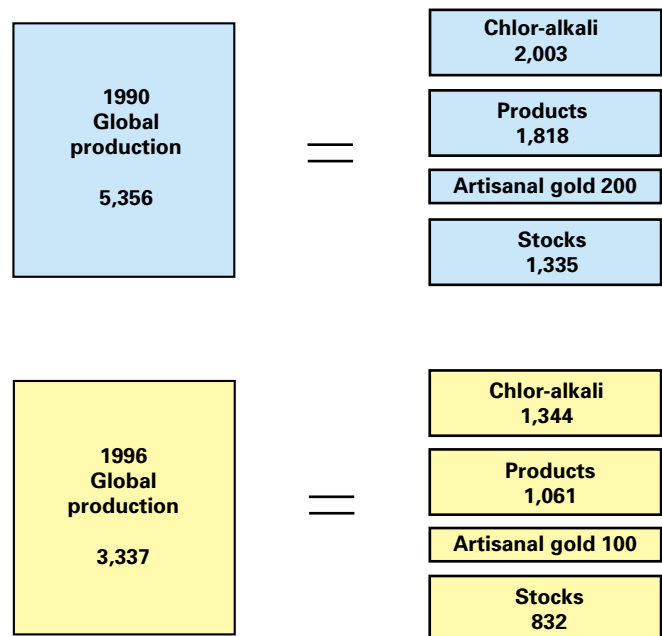 1990
Global
production
5,356
=
Chlor-alkali
2,003
Products
1,818
Artisanal gold 200
Stocks
1,335
1996
Global
production
3,337
=
Chlor-alkali
1,344
Products
1,061
Artisanal gold 100
Stocks
832